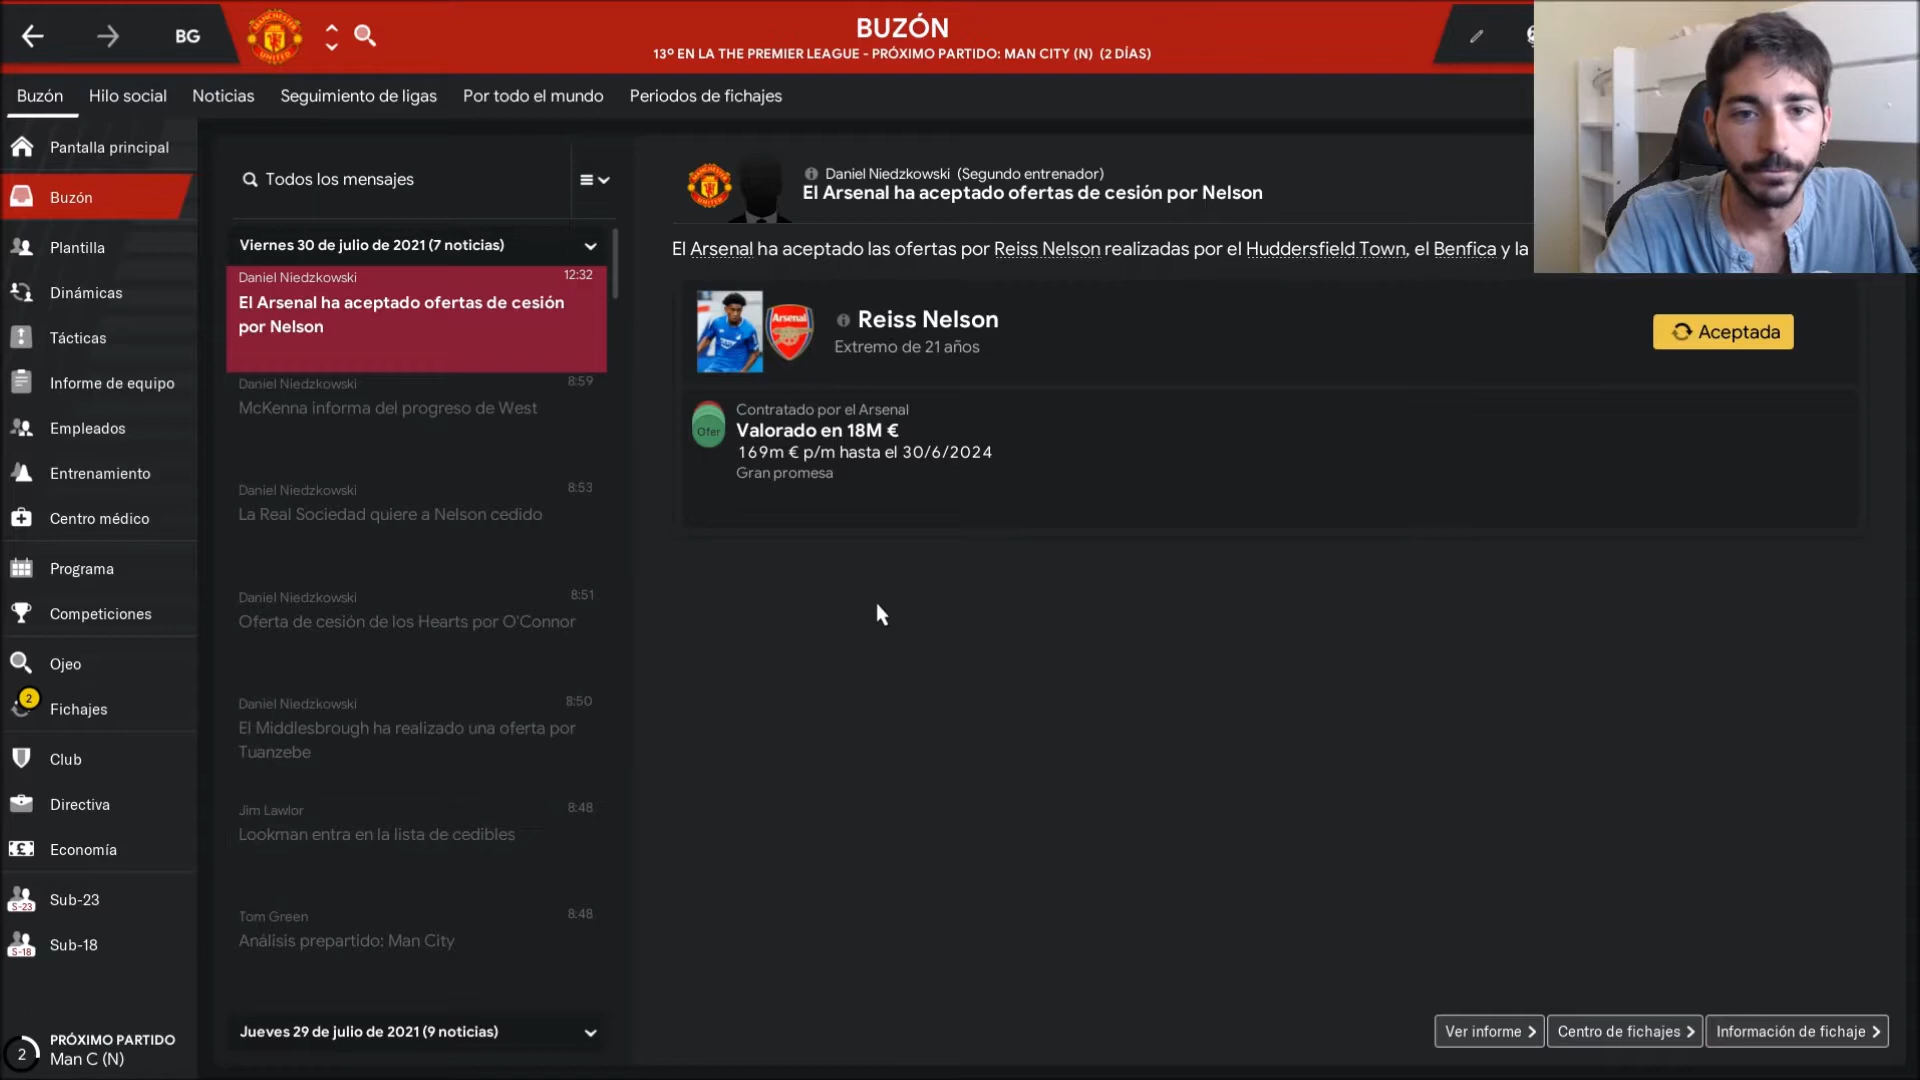 BG
BUZÓN
13º EN LA THE PREMIER LEAGUE - PRÓXIMO PARTIDO: MAN CITY (N) (2 DÍAS)
Buzón
Hilo social
Noticias
Seguimiento de ligas
Por todo el mundo
Periodos de fichajes
Pantalla principal
Buzón
Plantilla
Dinámicas
Tácticas
Informe de equipo
Empleados
Entrenamiento
Centro médico
Programa
Competiciones
Ojeo
2
Fichajes
Club
Directiva
Economía
S-23
Sub-23
S-18
Sub-18
2
PRÓXIMO PARTIDO
Man C (N)
Todos los mensajes
Viernes 30 de julio de 2021 (7 noticias)
Daniel Niedzkowski 12:32
El Arsenal ha aceptado ofertas de cesión
por Nelson
Daniel Niedzkowski 8:59
McKenna informa del progreso de West
Daniel Niedzkowski 8:53
La Real Sociedad quiere a Nelson cedido
Daniel Niedzkowski 8:51
Oferta de cesión de los Hearts por O'Connor
Daniel Niedzkowski 8:50
El Middlesbrough ha realizado una oferta por
Tuanzebe
Jim Lawlor 8:48
Lookman entra en la lista de cedibles
Tom Green 8:48
Análisis prepartido: Man City
Jueves 29 de julio de 2021 (9 noticias)
Daniel Niedzkowski (Segundo entrenador)
El Arsenal ha aceptado ofertas de cesión por Nelson
El Arsenal ha aceptado las ofertas por Reiss Nelson realizadas por el Huddersfield Town, el Benfica y la
Arsenal
Reiss Nelson
Extremo de 21 años
Aceptada
Ofer
Contratado por el Arsenal
Valorado en 18M €
169m € p/m hasta el 30/6/2024
Gran promesa
Ver informe
Centro de fichajes
Información de fichaje